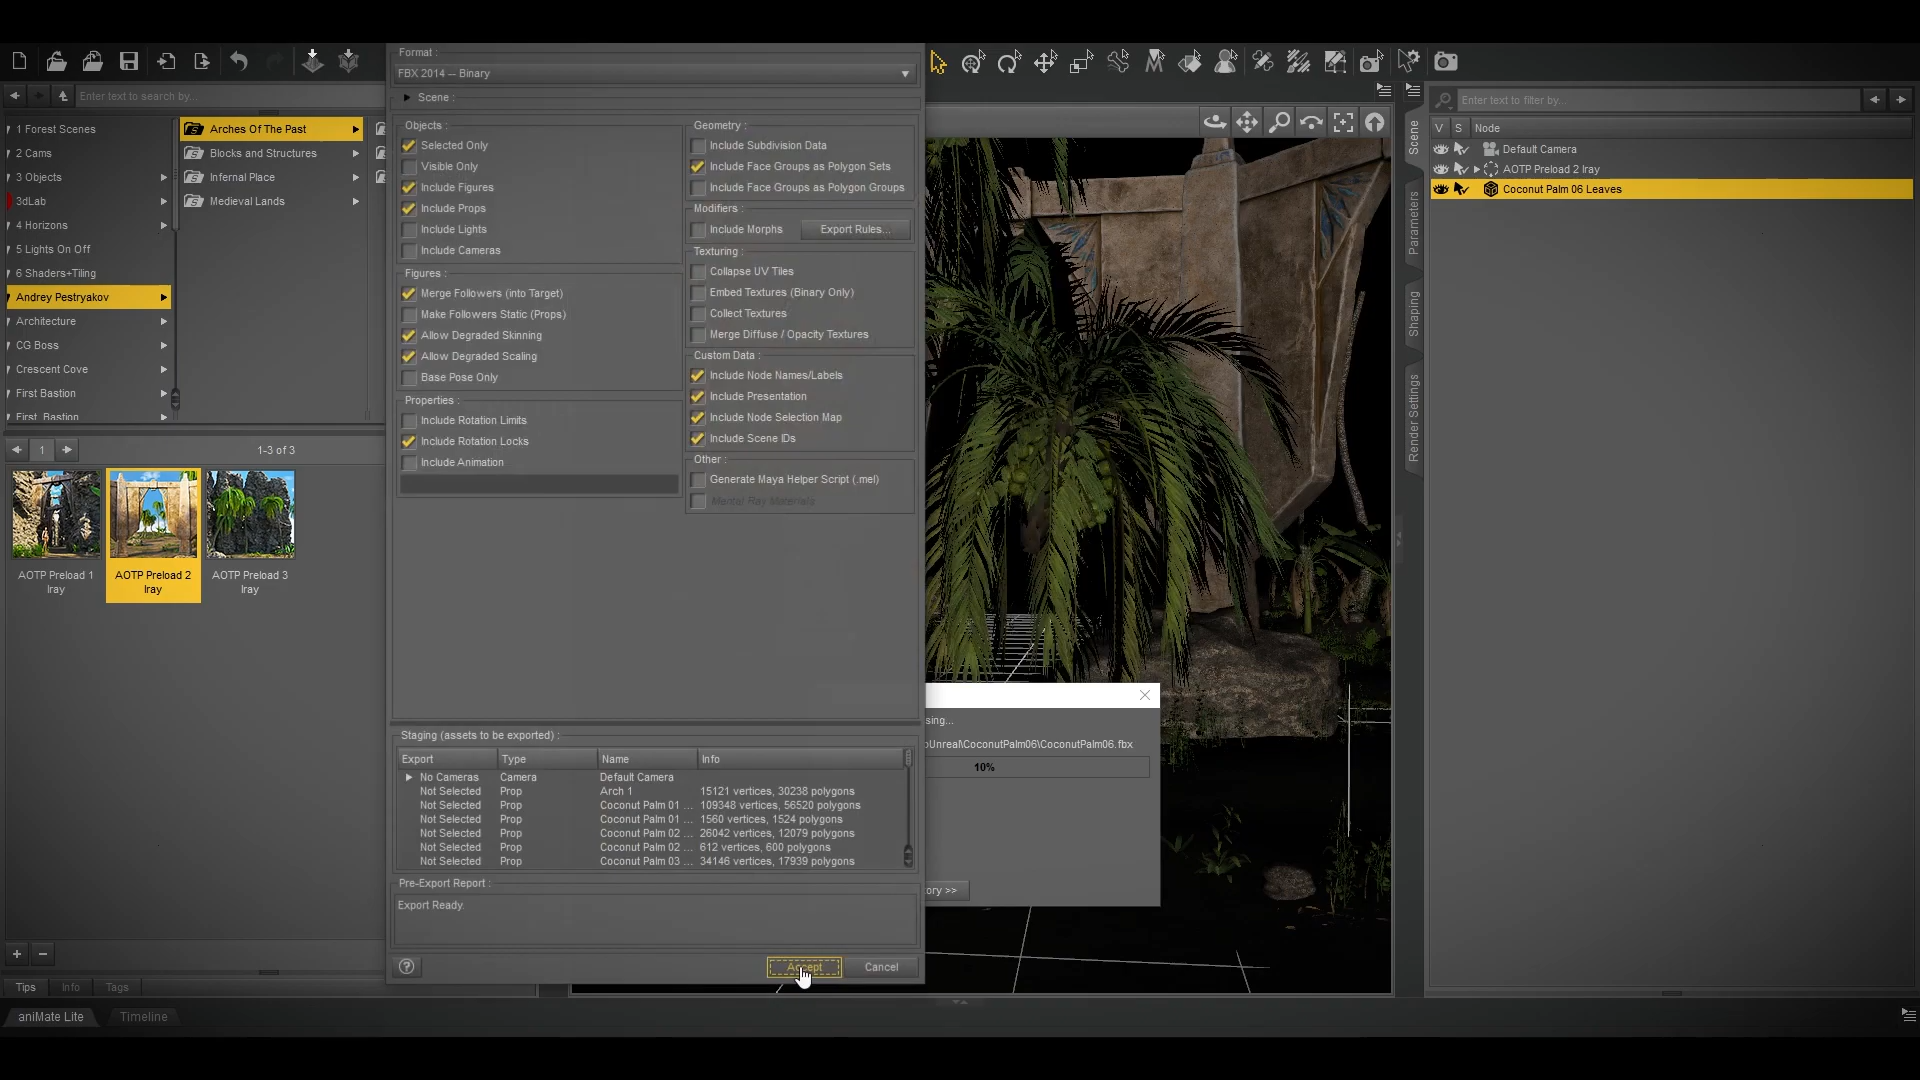 Format :
FBX 2014 -- Binary
Scene :
Objects :
Selected Only
Visible Only
Include Figures
Include Props
Include Lights
Include Cameras
Figures :
Merge Followers (into Target)
Make Followers Static (Props)
Allow Degraded Skinning
Allow Degraded Scaling
Base Pose Only
Properties :
Include Rotation Limits
Include Rotation Locks
Include Animation
Geometry :
Include Subdivision Data
Include Face Groups as Polygon Sets
Include Face Groups as Polygon Groups
Modifiers :
Include Morphs
Export Rules...
Texturing :
Collapse UV Tiles
Embed Textures (Binary Only)
Collect Textures
Merge Diffuse / Opacity Textures
Custom Data :
Include Node Names/Labels
Include Presentation
Include Node Selection Map
Include Scene IDs
Other :
Generate Maya Helper Script (.mel)
Mental Ray Materials
Staging (assets to be exported) :
Export Type Name Info
No Cameras Camera Default Camera
Not Selected Prop Arch 1 15121 vertices, 30238 polygons
Not Selected Prop Coconut Palm 01 ... 109348 vertices, 56520 polygons
Not Selected Prop Coconut Palm 01 ... 1560 vertices, 1524 polygons
Not Selected Prop Coconut Palm 02 ... 26042 vertices, 12079 polygons
Not Selected Prop Coconut Palm 02 ... 612 vertices, 600 polygons
Not Selected Prop Coconut Palm 03 ... 34146 vertices, 17939 polygons
Pre-Export Report :
Export Ready.
Accept
Cancel
Enter text to search by...
1 Forest Scenes
2 Cams
3 Objects
3dLab
4 Horizons
5 Lights On Off
6 Shaders+Tiling
Andrey Pestryakov
Architecture
CG Boss
Crescent Cove
First Bastion
First Bastion
Arches Of The Past
Blocks and Structures
Infernal Place
Medieval Lands
1
1-3 of 3
AOTP Preload 1
Iray
AOTP Preload 2
Iray
AOTP Preload 3
Iray
Tips
Info
Tags
aniMate Lite
Timeline
sing...
oUnreal\CoconutPalm06\CoconutPalm06.fbx
10%
ory >>
Scene
Parameters
Shaping
Render Settings
Enter text to filter by...
V S Node
Default Camera
AOTP Preload 2 Iray
Coconut Palm 06 Leaves